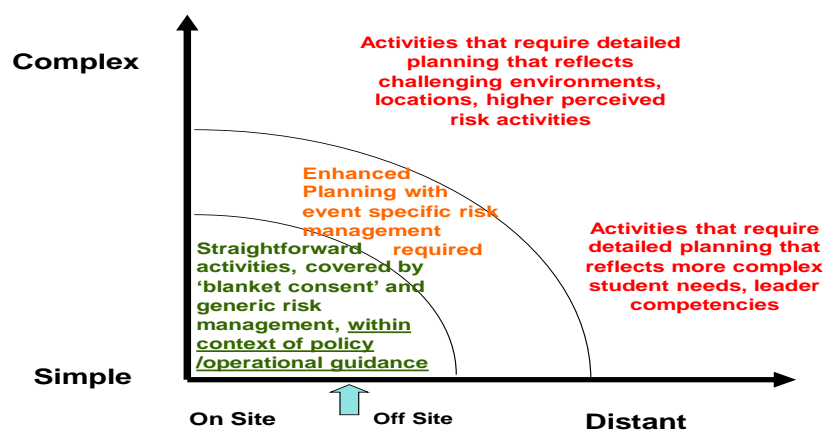 Complex
Activities that require detailed
planning that reflects
challenging environments,
locations, higher perceived
risk activities
Enhanced
Planning with
event specific risk
management
required
Straightforward
activities, covered by
‘blanket consent’ and
generic risk
management, within
context of policy
/operational guidance
Activities that require
detailed planning that
reflects more complex
student needs, leader
competencies
Simple
On Site
Off Site
Distant